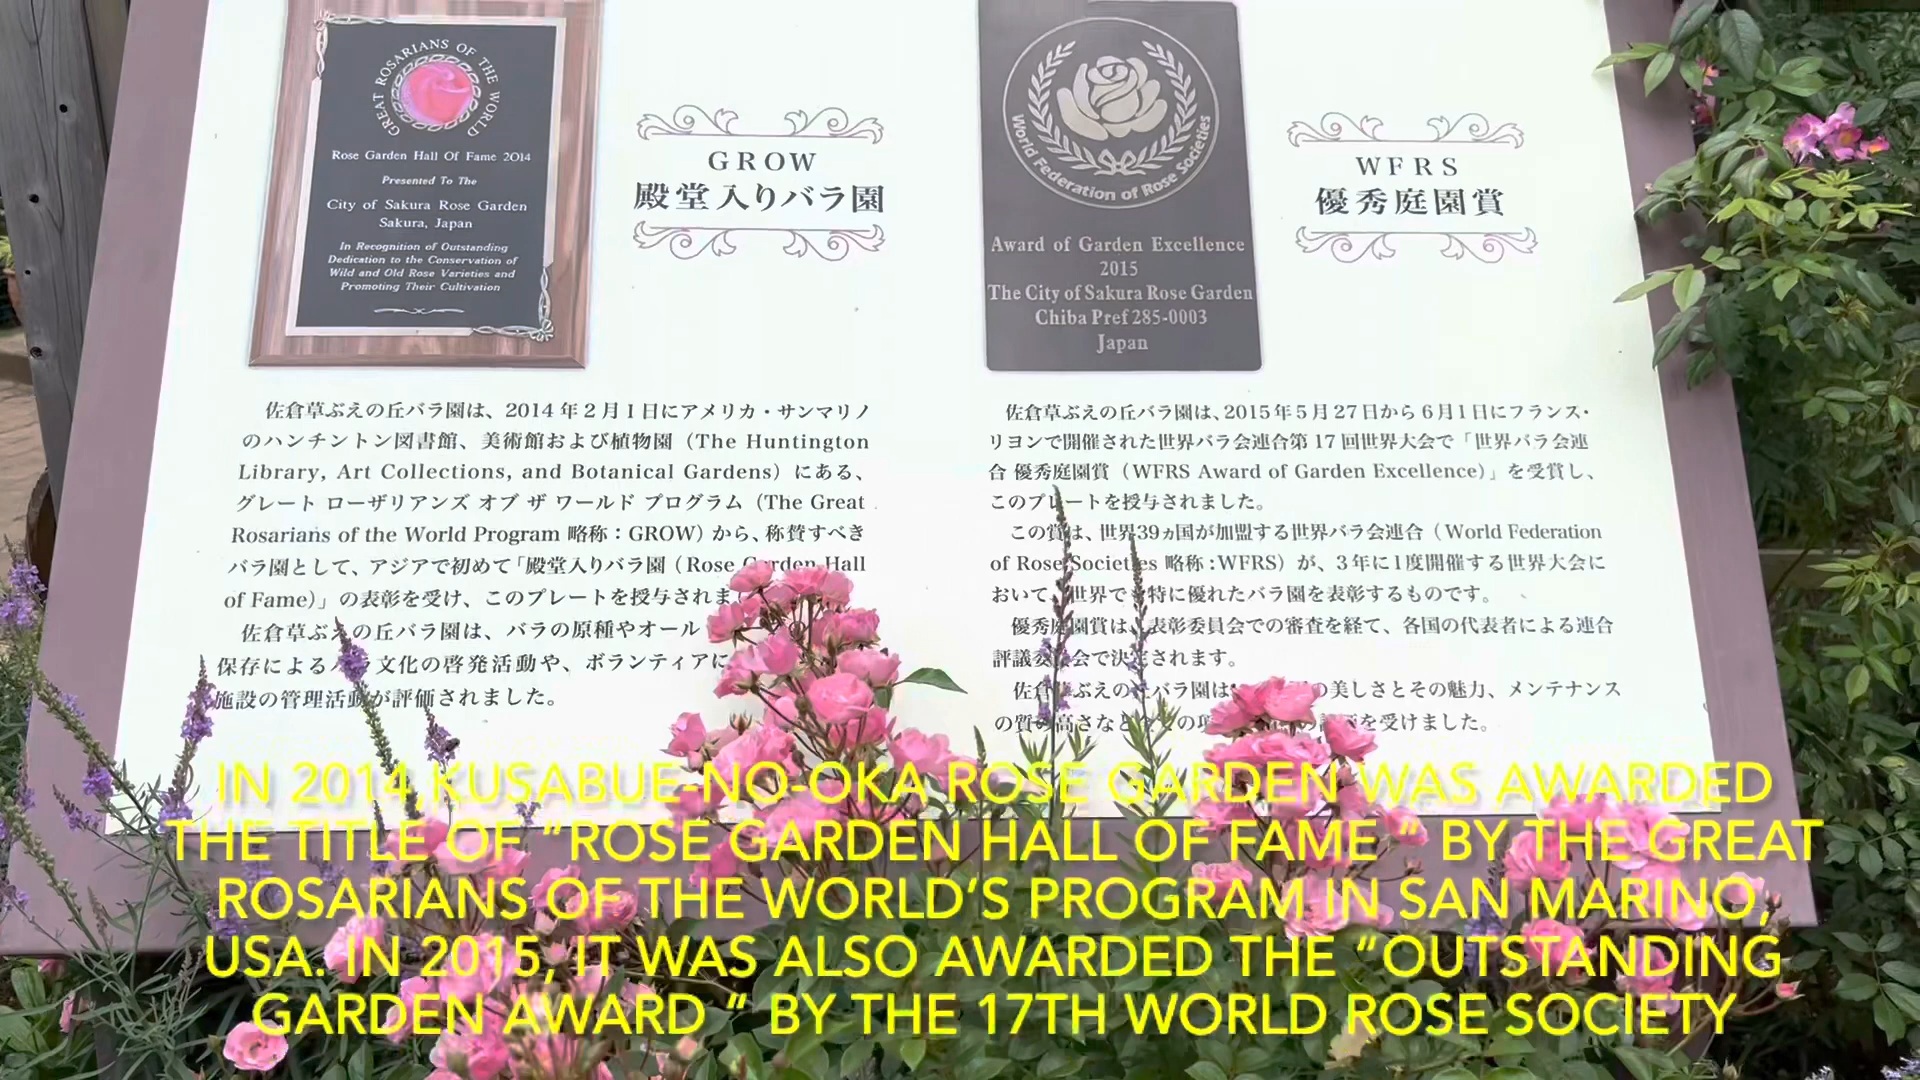 GREAT ROSARIANS OF THE WORLD
Rose Garden Hall Of Fame 2014
Presented To The
City of Sakura Rose Garden
Sakura, Japan
In Recognition of Outstanding
Dedication to the Conservation of
Wild and Old Rose Varieties and
Promoting Their Cultivation
GROW
殿堂入りバラ園
World Federation of Rose Societies
Award of Garden Excellence
2015
The City of Sakura Rose Garden
Chiba Pref 285-0003
Japan
WFRS
優秀庭園賞
佐倉草ぶえの丘バラ園は、2014年2月1日にアメリカ・サンマリノ
のハンチントン図書館、美術館および植物園（The Huntington
Library, Art Collections, and Botanical Gardens）にある、
グレート ローザリアンズ オブ ザ ワールド プログラム（The Great
Rosarians of the World Program 略称：GROW）から、称賛すべき
バラ園として、アジアで初めて「殿堂入りバラ園（Rose Garden Hall
of Fame）」の表彰を受け、このプレートを授与されま
佐倉草ぶえの丘バラ園は、バラの原種やオール
保存によるバラ文化の啓発活動や、ボランティアに
施設の管理活動が評価されました。
佐倉草ぶえの丘バラ園は、2015年5月27日から6月1日にフランス・
リヨンで開催された世界バラ会連合第17回世界大会で「世界バラ会連
合 優秀庭園賞（WFRS Award of Garden Excellence）」を受賞し、
このプレートを授与されました。
この賞は、世界39ヵ国が加盟する世界バラ会連合（World Federation
of Rose Societies 略称:WFRS）が、3年に1度開催する世界大会に
おいて、世界で 特に優れたバラ園を表彰するものです。
優秀庭園賞は、表彰委員会での審査を経て、各国の代表者による連合
評議委員会で決定されます。
佐倉草ぶえの丘バラ園は の美しさとその魅力、メンテナンス
の質の高さなど の を受けました。
IN 2014,KUSABUE-NO-OKA ROSE GARDEN WAS AWARDED
THE TITLE OF “ROSE GARDEN HALL OF FAME ” BY THE GREAT
ROSARIANS OF THE WORLD‘S PROGRAM IN SAN MARINO,
USA. IN 2015, IT WAS ALSO AWARDED THE “OUTSTANDING
GARDEN AWARD ” BY THE 17TH WORLD ROSE SOCIETY